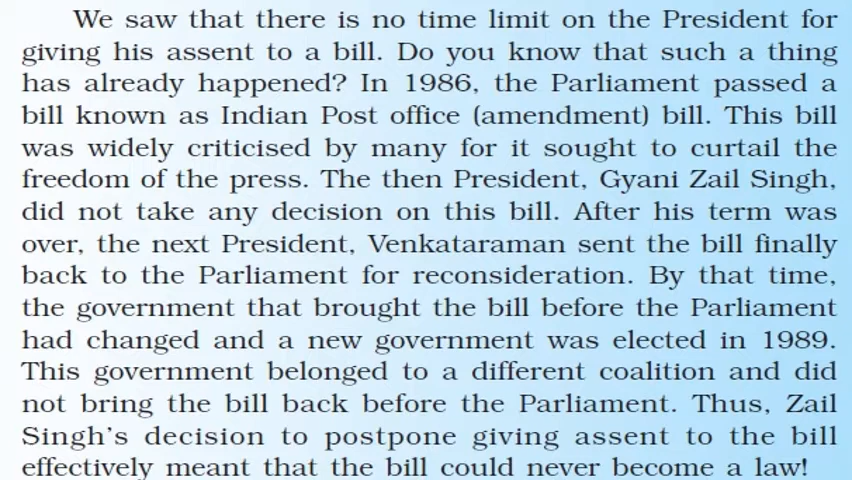 We saw that there is no time limit on the President for
giving his assent to a bill. Do you know that such a thing
has already happened? In 1986, the Parliament passed a
bill known as Indian Post office (amendment) bill. This bill
was widely criticised by many for it sought to curtail the
freedom of the press. The then President, Gyani Zail Singh,
did not take any decision on this bill. After his term was
over, the next President, Venkataraman sent the bill finally
back to the Parliament for reconsideration. By that time,
the government that brought the bill before the Parliament
had changed and a new government was elected in 1989.
This government belonged to a different coalition and did
not bring the bill back before the Parliament. Thus, Zail
Singh's decision to postpone giving assent to the bill
effectively meant that the bill could never become a law!